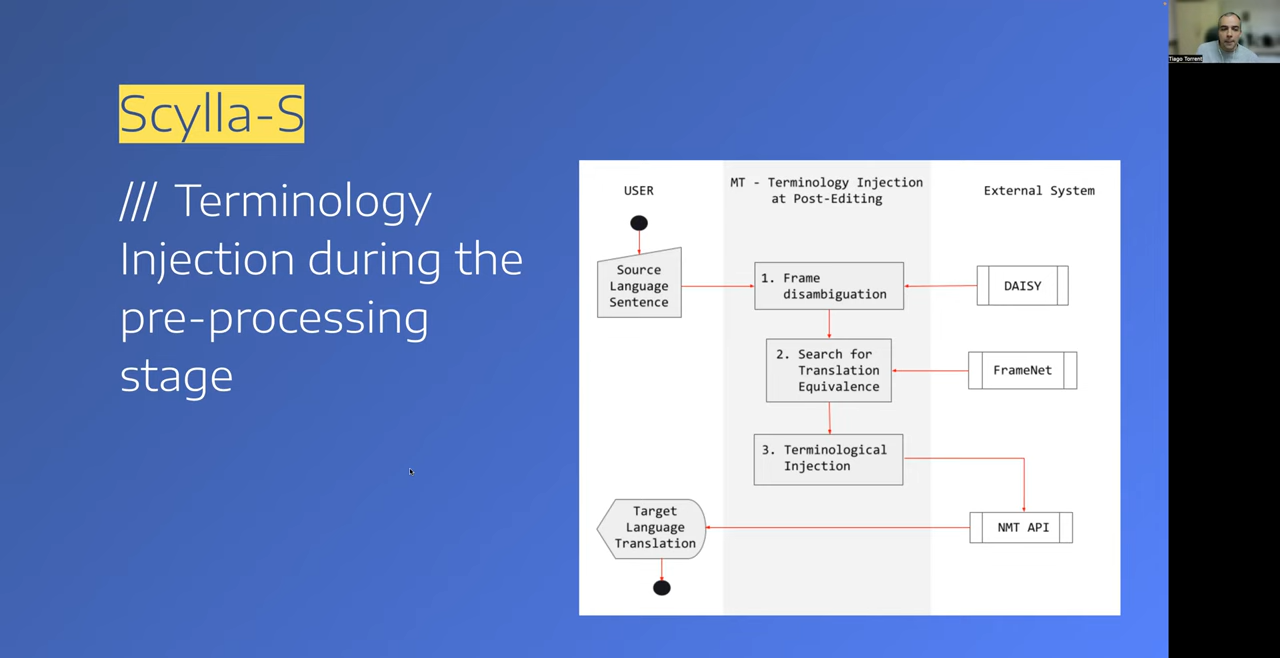 Scylla-S
/// Terminology
Injection during the
pre-processing
stage
USER
MT - Terminology Injection
at Post-Editing
External System
Source
Language
Sentence
1. Frame
disambiguation
DAISY
2. Search for
Translation
Equivalence
FrameNet
3. Terminological
Injection
Target
Language
Translation
NMT API
Tiago Torrent